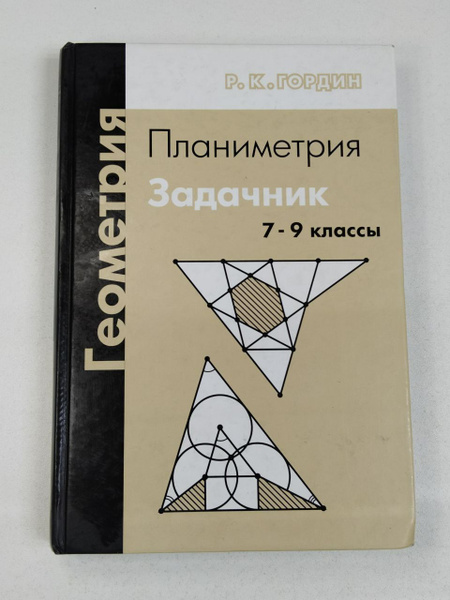 Р. К. ГОРДИН
Геометрия
Планиметрия
Задачник
7 - 9 классы